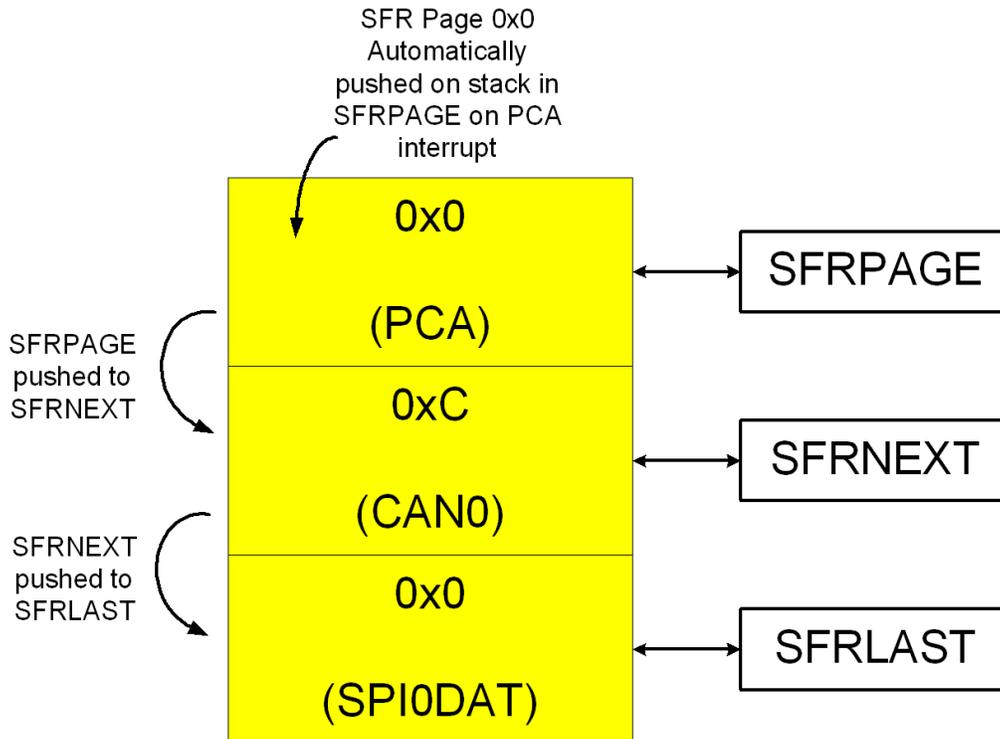 SFR Page 0x0
Automatically
pushed on stack in
SFRPAGE on PCA
interrupt
0x0
(PCA)
SFRPAGE
SFRPAGE
pushed to
SFRNEXT
0xC
(CAN0)
SFRNEXT
SFRNEXT
pushed to
SFRLAST
0x0
(SPI0DAT)
SFRLAST